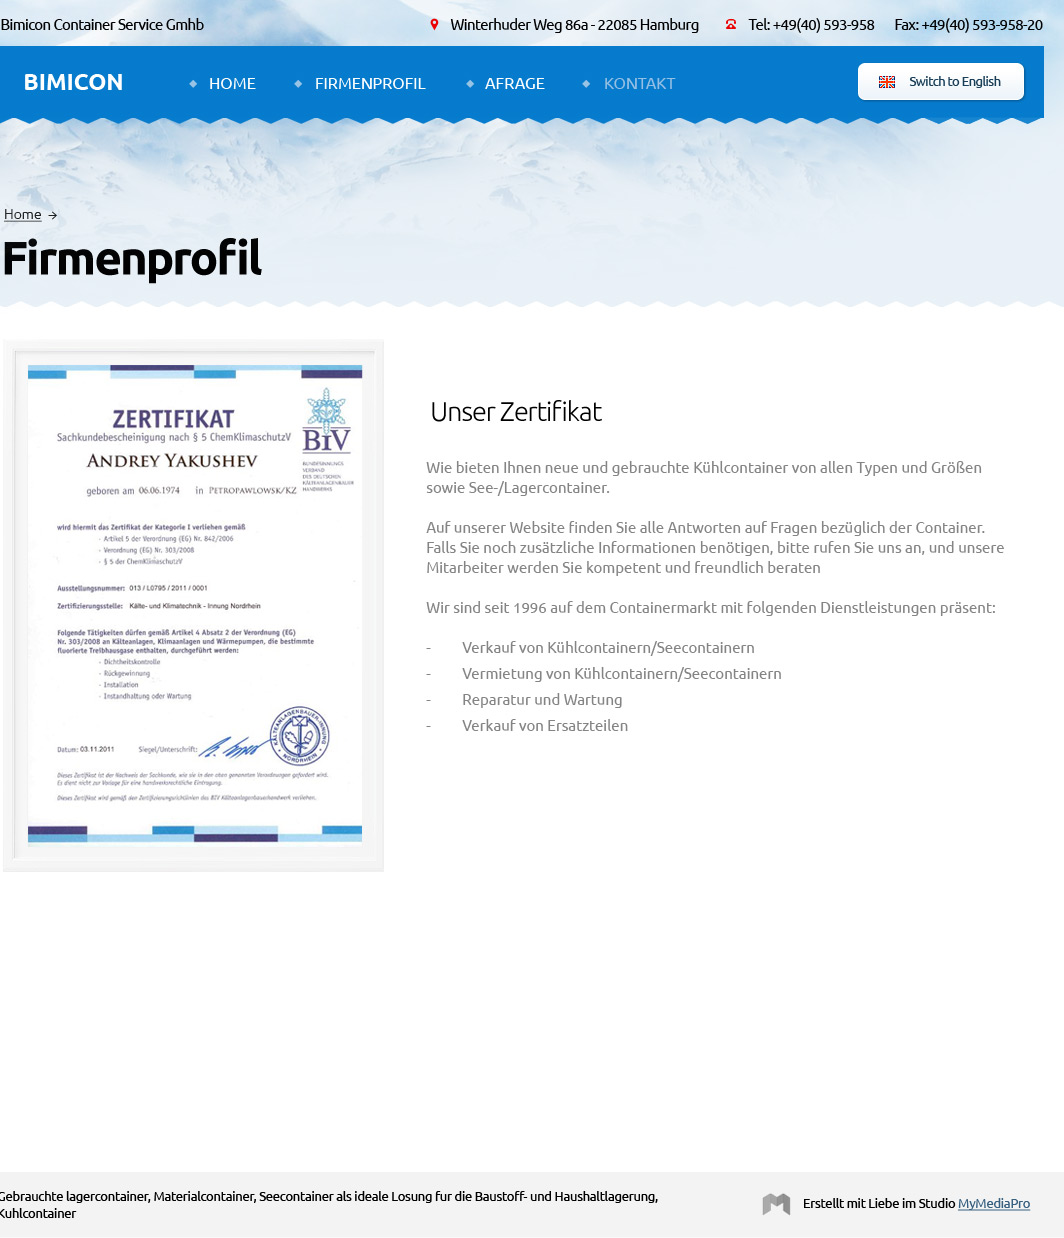 Bimicon Container Service Gmhb
Winterhuder Weg 86a - 22085 Hamburg
Tel: +49(40) 593-958
Fax: +49(40) 593-958-20
BIMICON
HOME
FIRMENPROFIL
AFRAGE
KONTAKT
Switch to English
Home →
Firmenprofil
ZERTIFIKAT
Sachkundebescheinigung nach § 5 ChemKlimaschutzV
BIV
BUNDESINNUNGS
VERBAND
DES DEUTSCHEN
KÄLTEANLAGENBAUER
HANDWERKS
ANDREY YAKUSHEV
geboren am 06.06.1974 in PETROPAWLOWSK/KZ
wird hiermit das Zertifikat der Kategorie I verliehen gemäß
- Artikel 5 der Verordnung (EG) Nr. 842/2006
- Verordnung (EG) Nr. 303/2008
- § 5 der ChemKlimaschutzV
Ausstellungsnummer: 013 / L0795 / 2011 / 0001
Zertifizierungsstelle: Kälte- und Klimatechnik - Innung Nordrhein
Folgende Tätigkeiten dürfen gemäß Artikel 4 Absatz 2 der Verordnung (EG)
Nr. 303/2008 an Kälteanlagen, Klimaanlagen und Wärmepumpen, die bestimmte
fluorierte Treibhausgase enthalten, durchgeführt werden:
- Dichtheitskontrolle
- Rückgewinnung
- Installation
- Instandhaltung oder Wartung
KÄLTEANLAGENBAUER-INNUNG
NORDRHEIN
Datum: 03.11.2011 Siegel/Unterschrift:
Dieses Zertifikat ist der Nachweis der Sachkunde, wie sie in den oben genannten Verordnungen gefordert wird.
Es dient nicht zur Vorlage für eine handwerksrechtliche Eintragung.
Dieses Zertifikat wird gemäß den Zertifizierungsrichtlinien des BIV Kälteanlagenbauerhandwerk verliehen.
Unser Zertifikat
Wie bieten Ihnen neue und gebrauchte Kühlcontainer von allen Typen und Größen
sowie See-/Lagercontainer.
Auf unserer Website finden Sie alle Antworten auf Fragen bezüglich der Container.
Falls Sie noch zusätzliche Informationen benötigen, bitte rufen Sie uns an, und unsere
Mitarbeiter werden Sie kompetent und freundlich beraten
Wir sind seit 1996 auf dem Containermarkt mit folgenden Dienstleistungen präsent:
- Verkauf von Kühlcontainern/Seecontainern
- Vermietung von Kühlcontainern/Seecontainern
- Reparatur und Wartung
- Verkauf von Ersatzteilen
Gebrauchte lagercontainer, Materialcontainer, Seecontainer als ideale Losung fur die Baustoff- und Haushaltlagerung,
Kuhlcontainer
Erstellt mit Liebe im Studio MyMediaPro